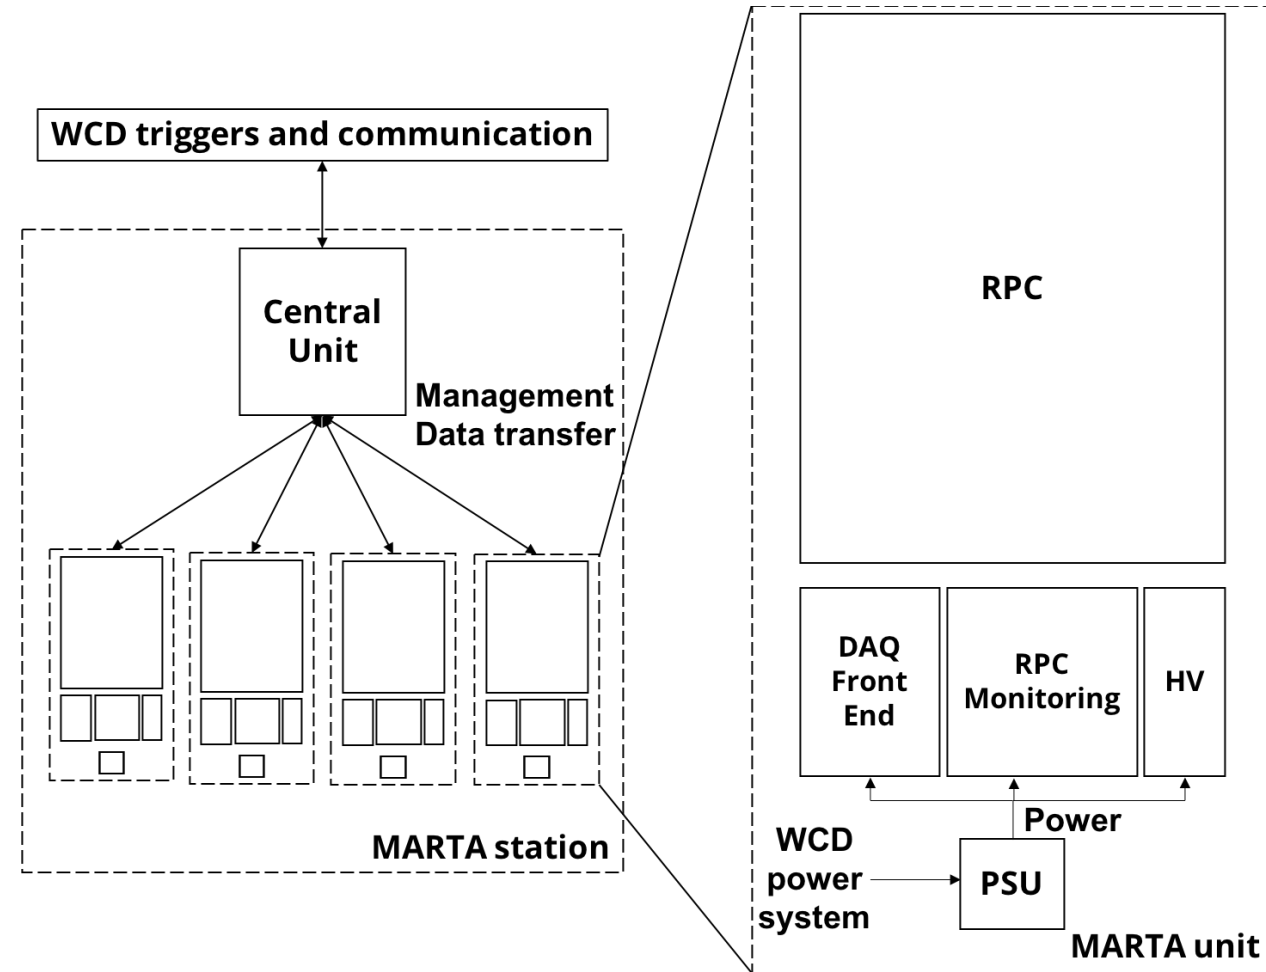 WCD triggers and communication
Central
Unit
Management
Data transfer
MARTA station
RPC
DAQ
Front
End
RPC
Monitoring
HV
Power
WCD
power
system
PSU
MARTA unit